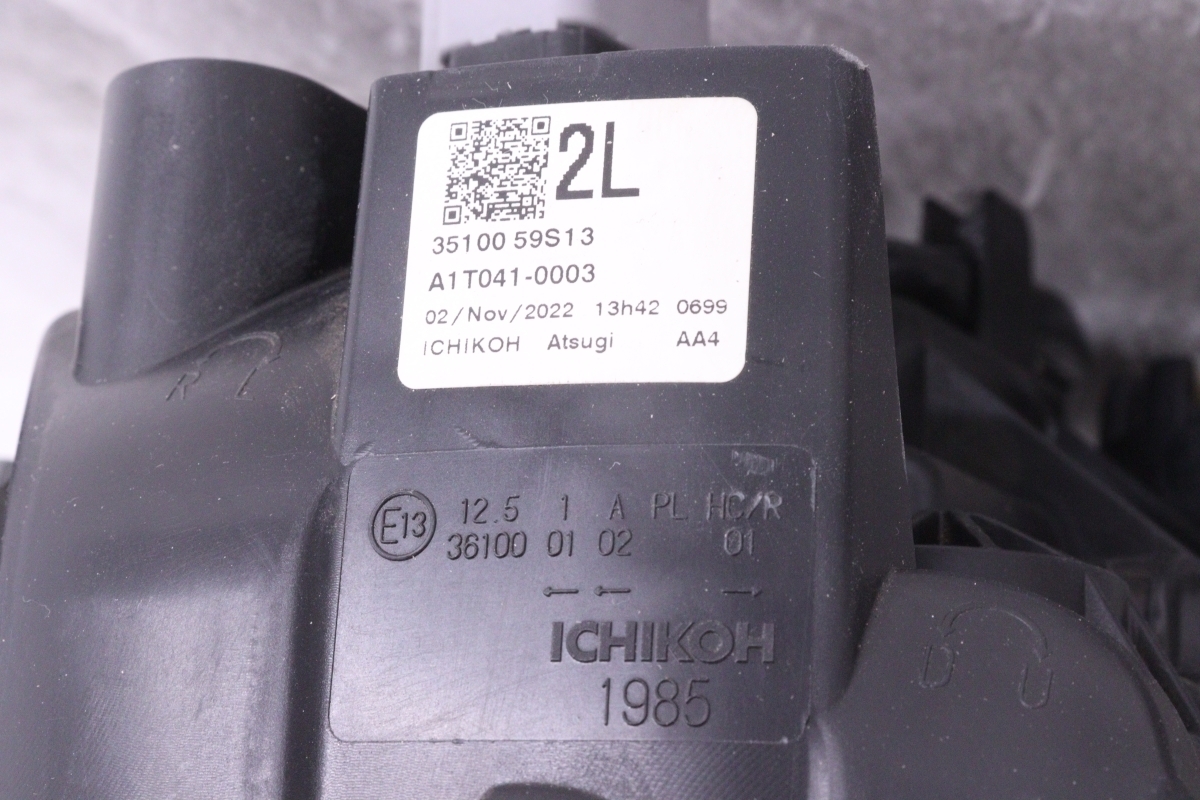 2L
35100 59S13
A1T041-0003
02/Nov/2022 13h42 0699
ICHIKOH Atsugi AA4
R L
E13 12.5 1 A PL HC/R
36100 01 02 01
← ← →
ICHIKOH
1985
D U